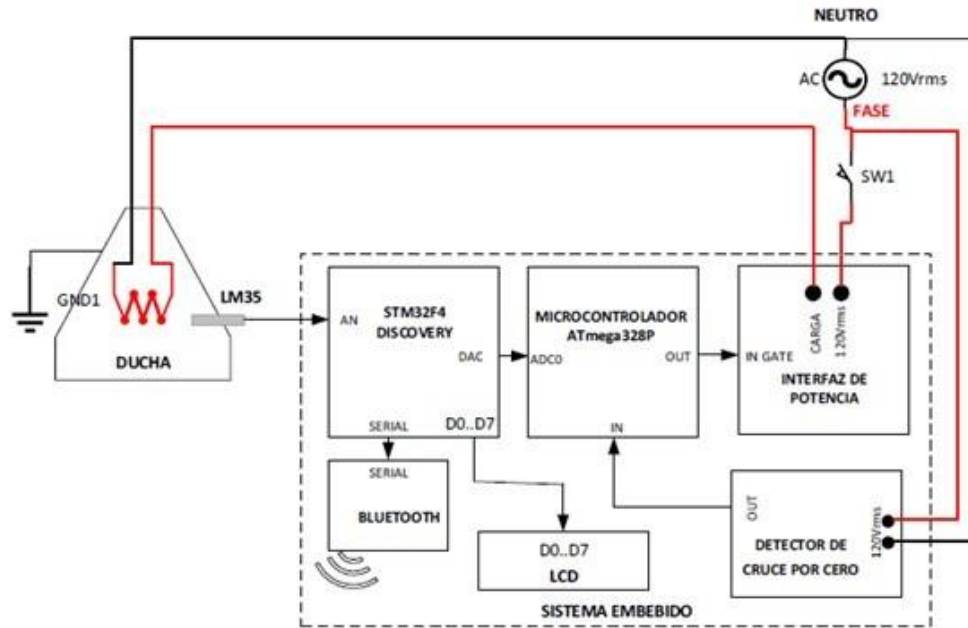 NEUTRO
AC
120Vrms
FASE
SW1
GND1
LM35
DUCHA
STM32F4
DISCOVERY
AN
DAC
SERIAL
D0..D7
MICROCONTROLADOR
ATmega328P
ADC0
OUT
IN
CARGA
120Vrms
IN GATE
INTERFAZ DE
POTENCIA
SERIAL
BLUETOOTH
D0..D7
LCD
OUT
120Vrms
DETECTOR DE
CRUCE POR CERO
SISTEMA EMBEBIDO